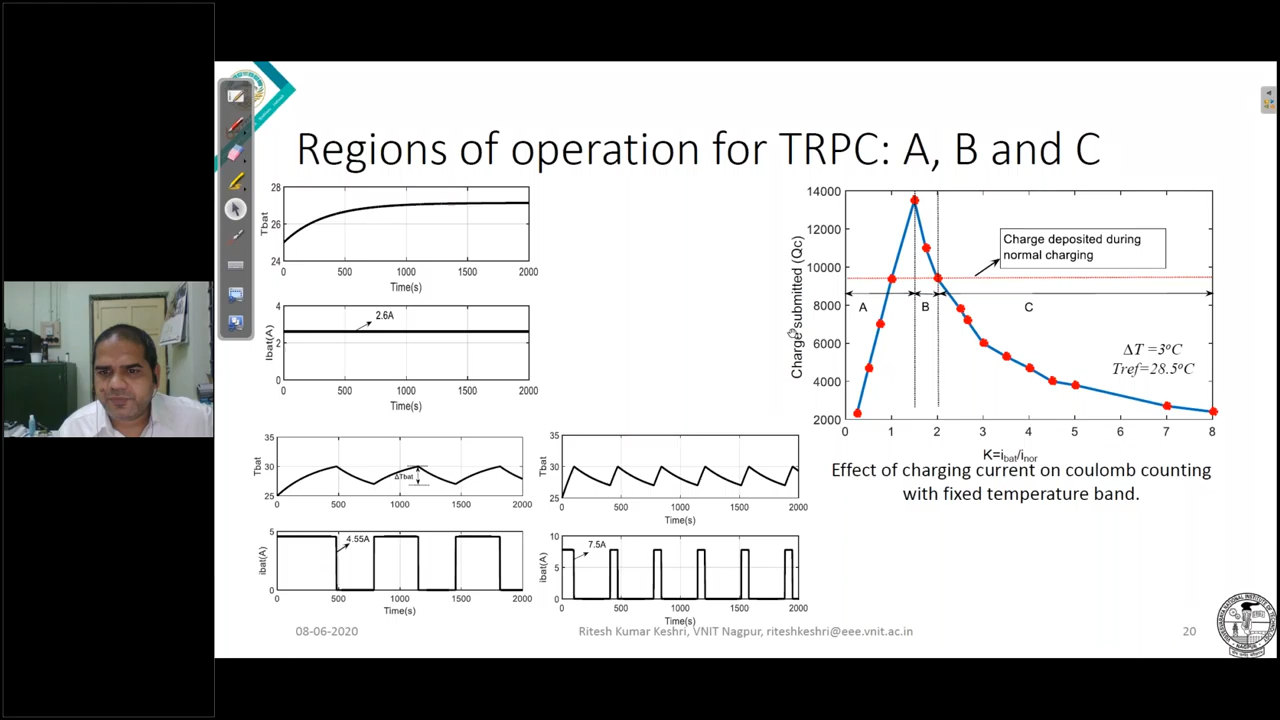 Regions of operation for TRPC: A, B and C
28
26
24
Tbat
0 500 1000 1500 2000
Time(s)
4
2
0
Ibat(A)
2.6A
0 500 1000 1500 2000
Time(s)
35
30
25
Tbat
ΔTbat
0 500 1000 1500 2000
Time(s)
5
0
ibat(A)
4.55A
0 500 1000 1500 2000
Time(s)
35
30
25
Tbat
0 500 1000 1500 2000
Time(s)
10
5
0
ibat(A)
7.5A
0 500 1000 1500 2000
Time(s)
14000
12000
10000
8000
6000
4000
2000
Charge submitted (Qc)
Charge deposited during
normal charging
A B C
ΔT =3°C
Tref=28.5°C
0 1 2 3 4 5 6 7 8
K=ibat/inor
Effect of charging current on coulomb counting
with fixed temperature band.
08-06-2020
Ritesh Kumar Keshri, VNIT Nagpur, riteshkeshri@eee.vnit.ac.in
20